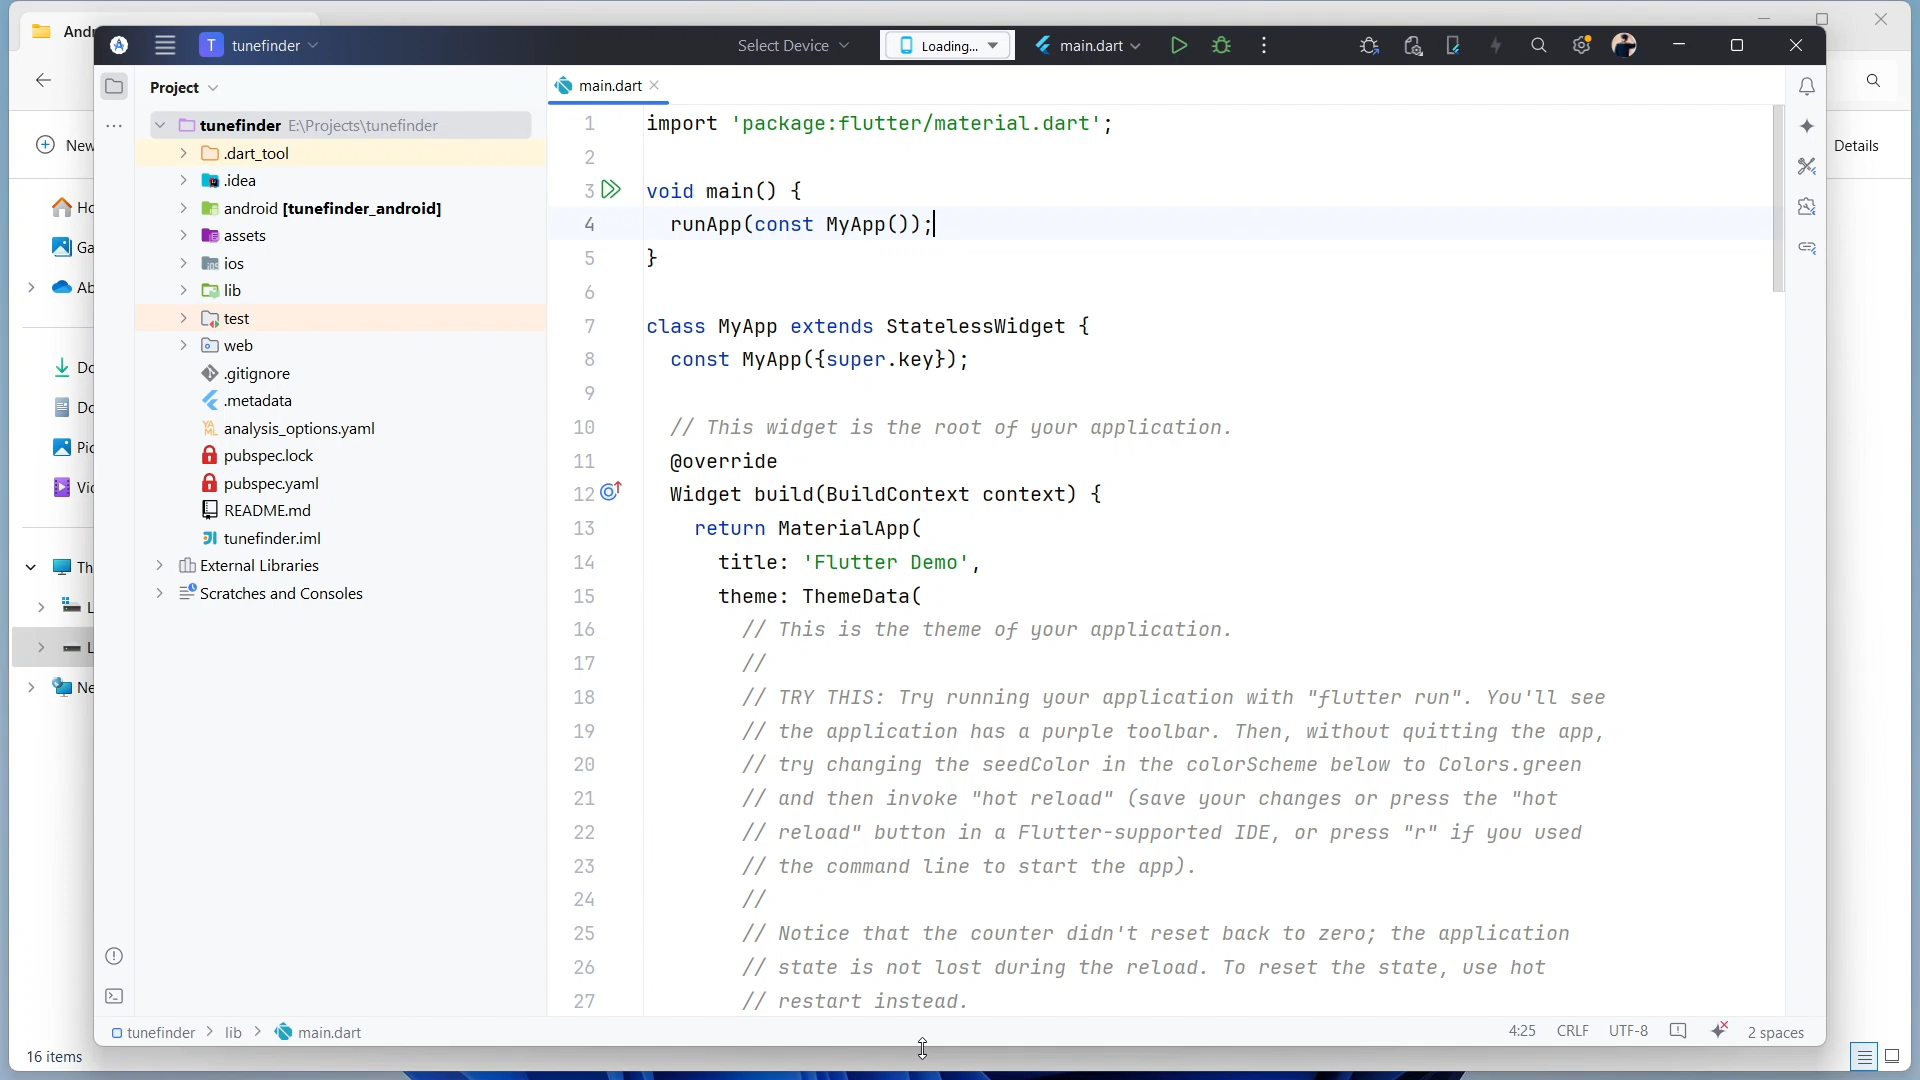 Andr
T tunefinder
Select Device
Loading...
main.dart
New
Details
Project
main.dart
tunefinder E:\Projects\tunefinder
.dart_tool
.idea
android [tunefinder_android]
assets
ios
lib
test
web
.gitignore
.metadata
analysis_options.yaml
pubspec.lock
pubspec.yaml
README.md
tunefinder.iml
External Libraries
Scratches and Consoles
Ho
Ga
Ab
Do
Do
Pic
Vic
Th
L
L
Ne
1 import 'package:flutter/material.dart';
2
3 void main() {
4 runApp(const MyApp());
5 }
6
7 class MyApp extends StatelessWidget {
8 const MyApp({super.key});
9
10 // This widget is the root of your application.
11 @override
12 Widget build(BuildContext context) {
13 return MaterialApp(
14 title: 'Flutter Demo',
15 theme: ThemeData(
16 // This is the theme of your application.
17 //
18 // TRY THIS: Try running your application with "flutter run". You'll see
19 // the application has a purple toolbar. Then, without quitting the app,
20 // try changing the seedColor in the colorScheme below to Colors.green
21 // and then invoke "hot reload" (save your changes or press the "hot
22 // reload" button in a Flutter-supported IDE, or press "r" if you used
23 // the command line to start the app).
24 //
25 // Notice that the counter didn't reset back to zero; the application
26 // state is not lost during the reload. To reset the state, use hot
27 // restart instead.
tunefinder > lib > main.dart
4:25 CRLF UTF-8 2 spaces
16 items